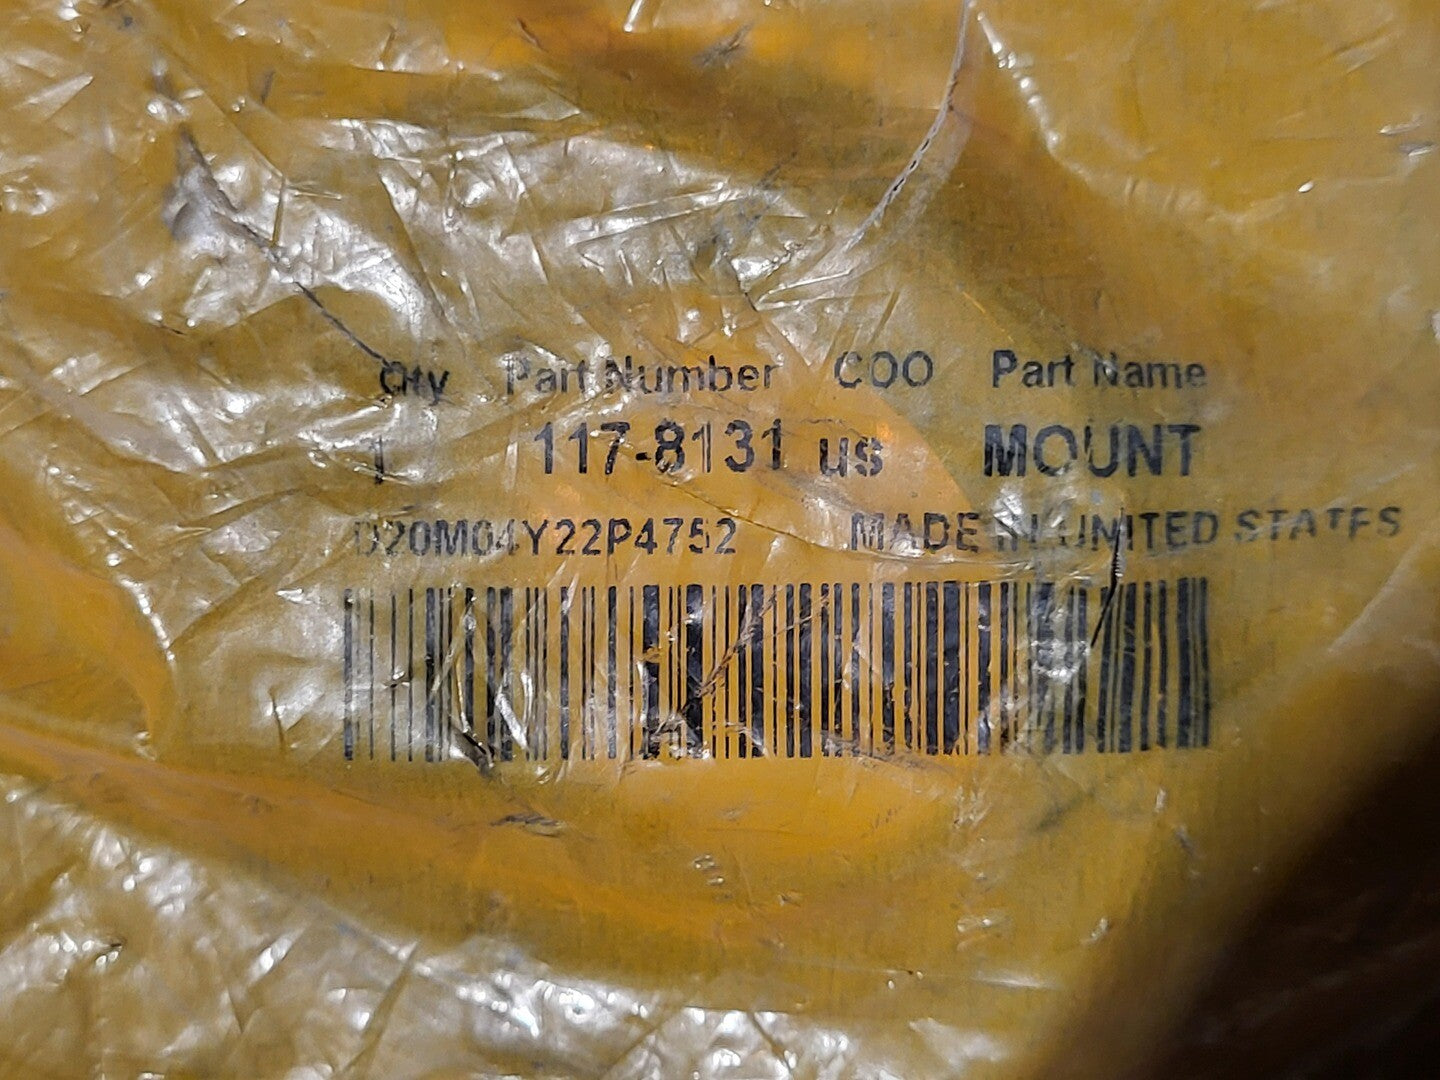 Qty Part Number COO Part Name
1 117-8131 us MOUNT
D20M04Y22P4752 MADE IN UNITED STATES